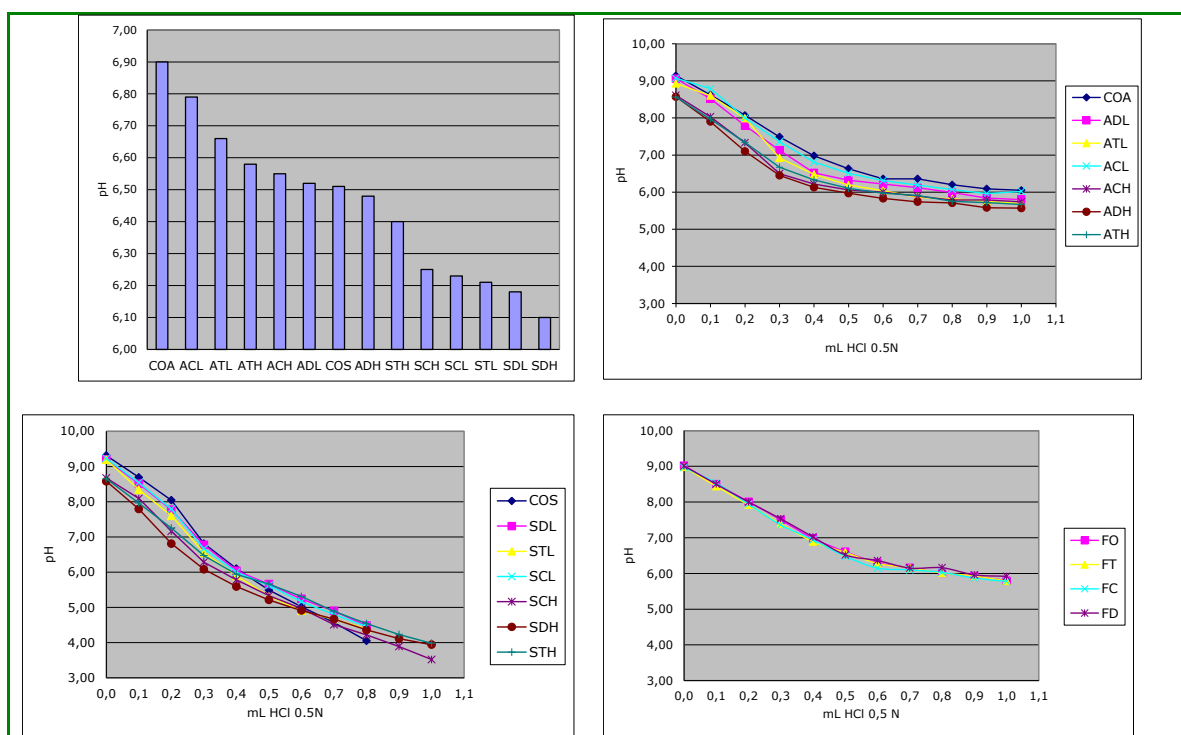 7,00
6,90
6,80
6,70
6,60
6,50
6,40
6,30
6,20
6,10
6,00
pH
COA ACL ATL ATH ACH ADL COS ADH STH SCH SCL STL SDL SDH
10,00
9,00
8,00
7,00
6,00
5,00
4,00
3,00
pH
0,0 0,1 0,2 0,3 0,4 0,5 0,6 0,7 0,8 0,9 1,0 1,1
mL HCl 0.5N
COA
ADL
ATL
ACL
ACH
ADH
ATH
10,00
9,00
8,00
7,00
6,00
5,00
4,00
3,00
pH
0,0 0,1 0,2 0,3 0,4 0,5 0,6 0,7 0,8 0,9 1,0 1,1
mL HCl 0.5N
COS
SDL
STL
SCL
SCH
SDH
STH
10,00
9,00
8,00
7,00
6,00
5,00
4,00
3,00
pH
0,0 0,1 0,2 0,3 0,4 0,5 0,6 0,7 0,8 0,9 1,0 1,1
mL HCl 0,5 N
FO
FT
FC
FD